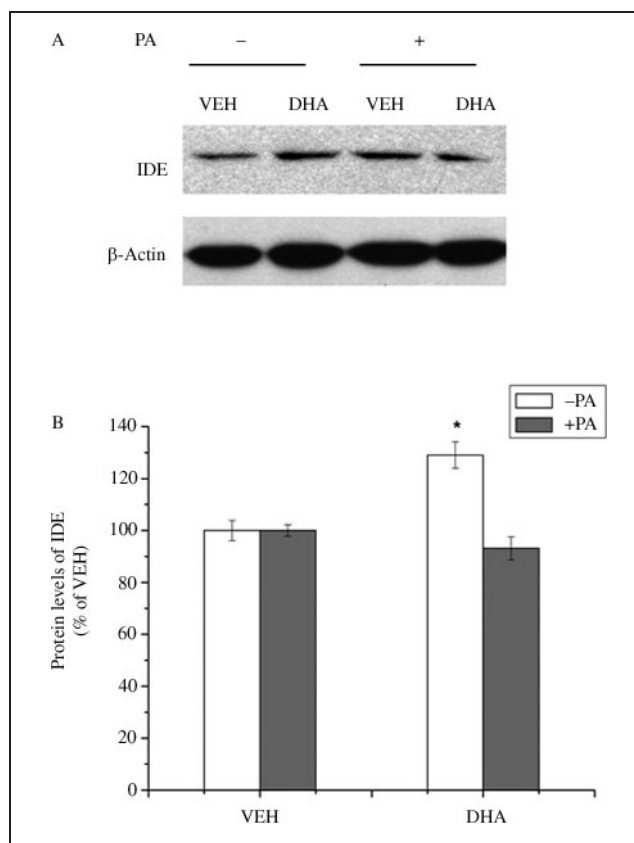 A PA – +
VEH DHA VEH DHA
IDE
β-Actin
B
–PA
+PA
*
Protein levels of IDE
(% of VEH)
140
120
100
80
60
40
20
0
VEH DHA